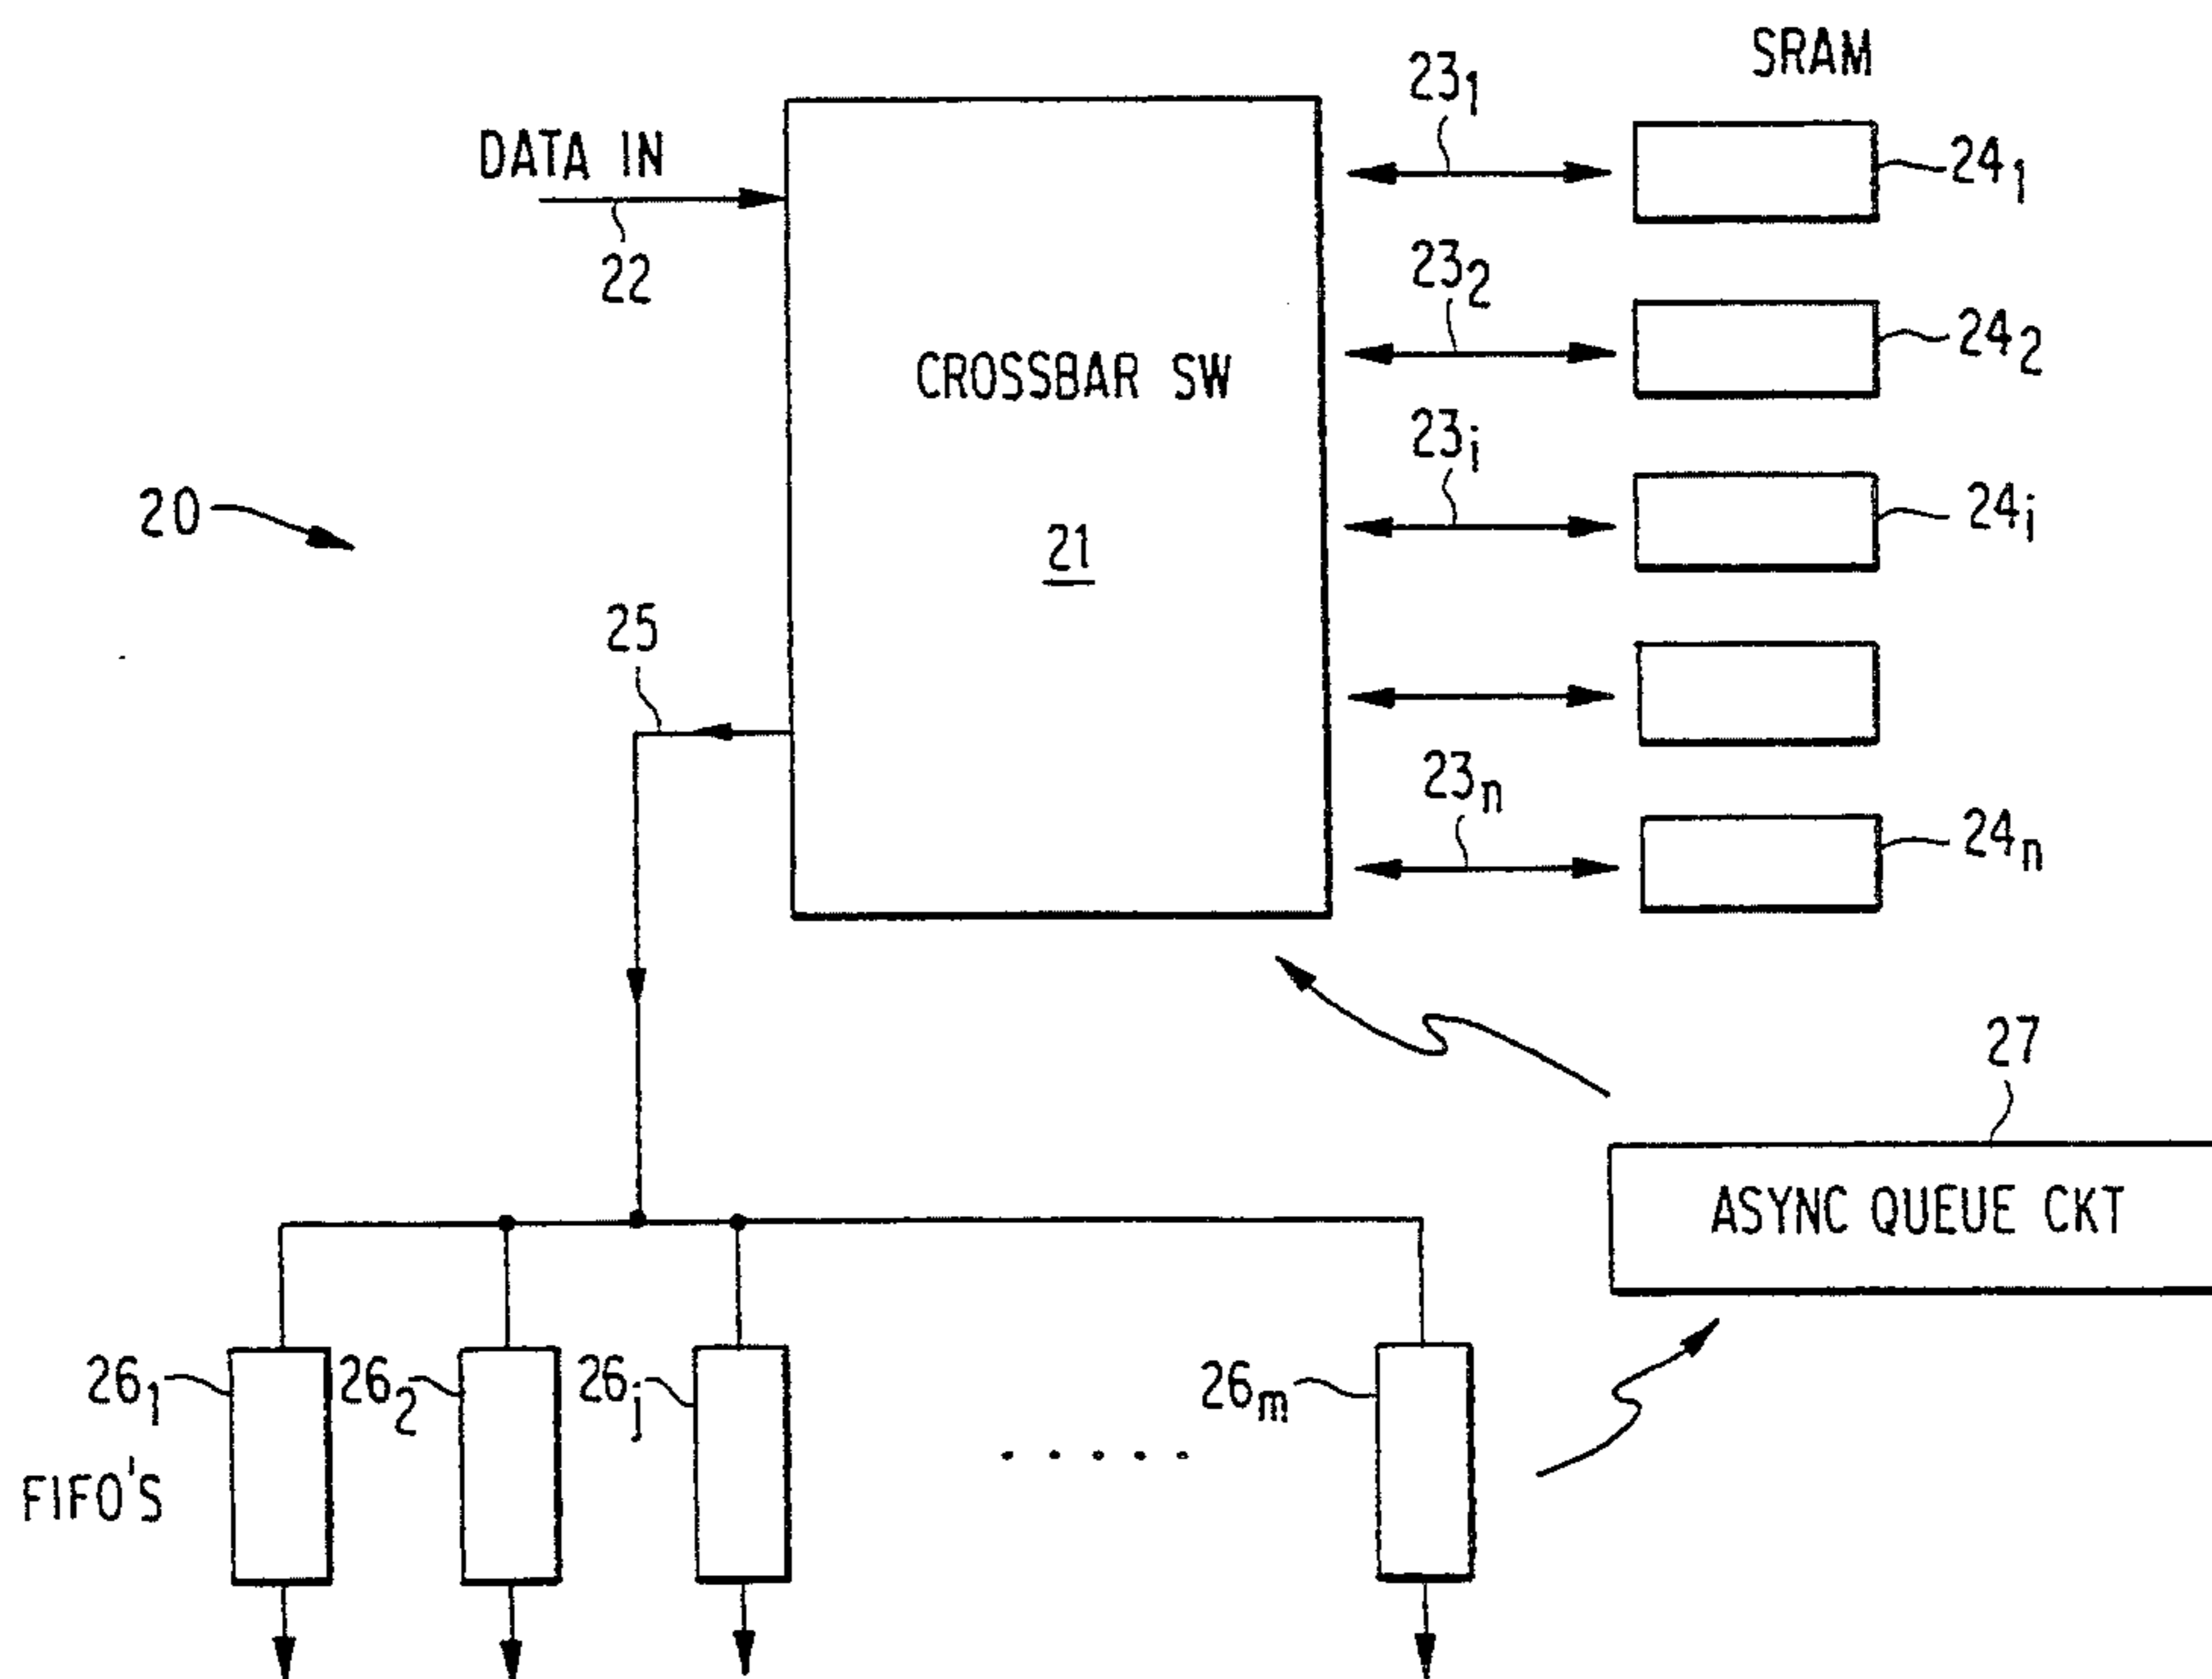 SRAM
23₁
DATA IN
24₁
22
23₂
24₂
CROSSBAR SW
23ᵢ
24ᵢ
20
21
25
23ₙ
24ₙ
27
ASYNC QUEUE CKT
26₁
26₂
26ⱼ
26ₘ
FIFO'S